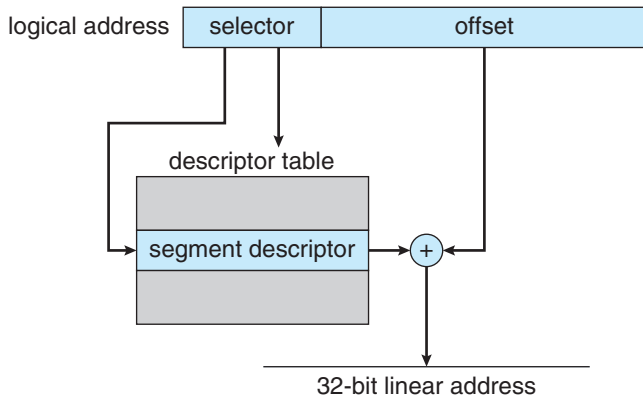 logical address selector offset
descriptor table
segment descriptor +
32-bit linear address